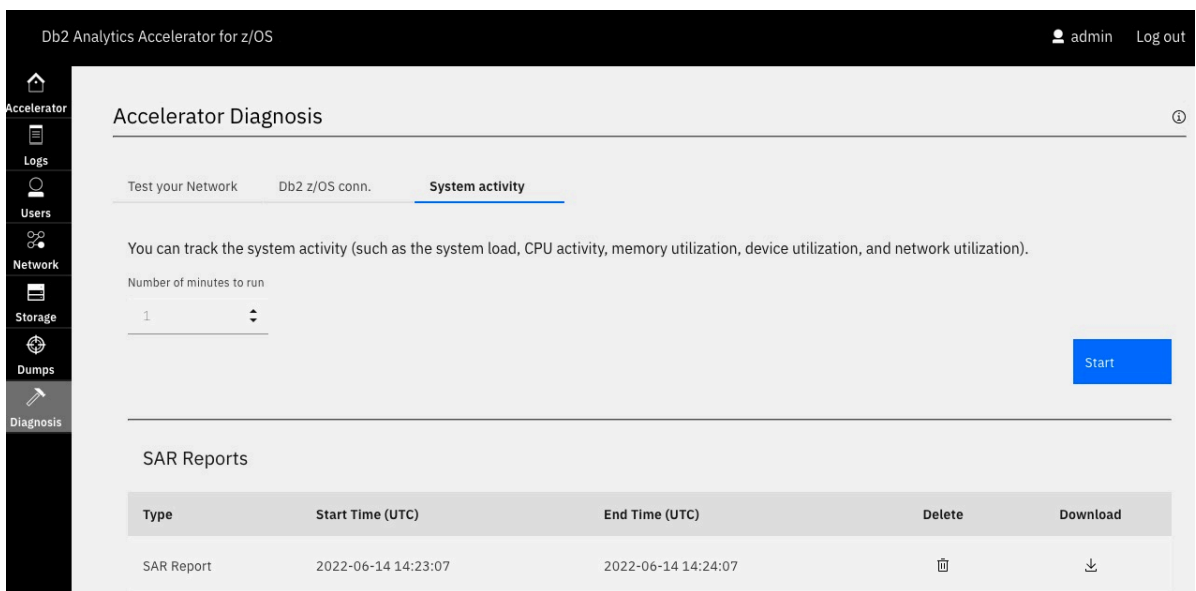 Db2 Analytics Accelerator for z/OS
admin Log out
Accelerator
Logs
Users
Network
Storage
Dumps
Diagnosis
Accelerator Diagnosis
Test your Network Db2 z/OS conn. System activity
You can track the system activity (such as the system load, CPU activity, memory utilization, device utilization, and network utilization).
Number of minutes to run
1
Start
SAR Reports
Type Start Time (UTC) End Time (UTC) Delete Download
SAR Report 2022-06-14 14:23:07 2022-06-14 14:24:07